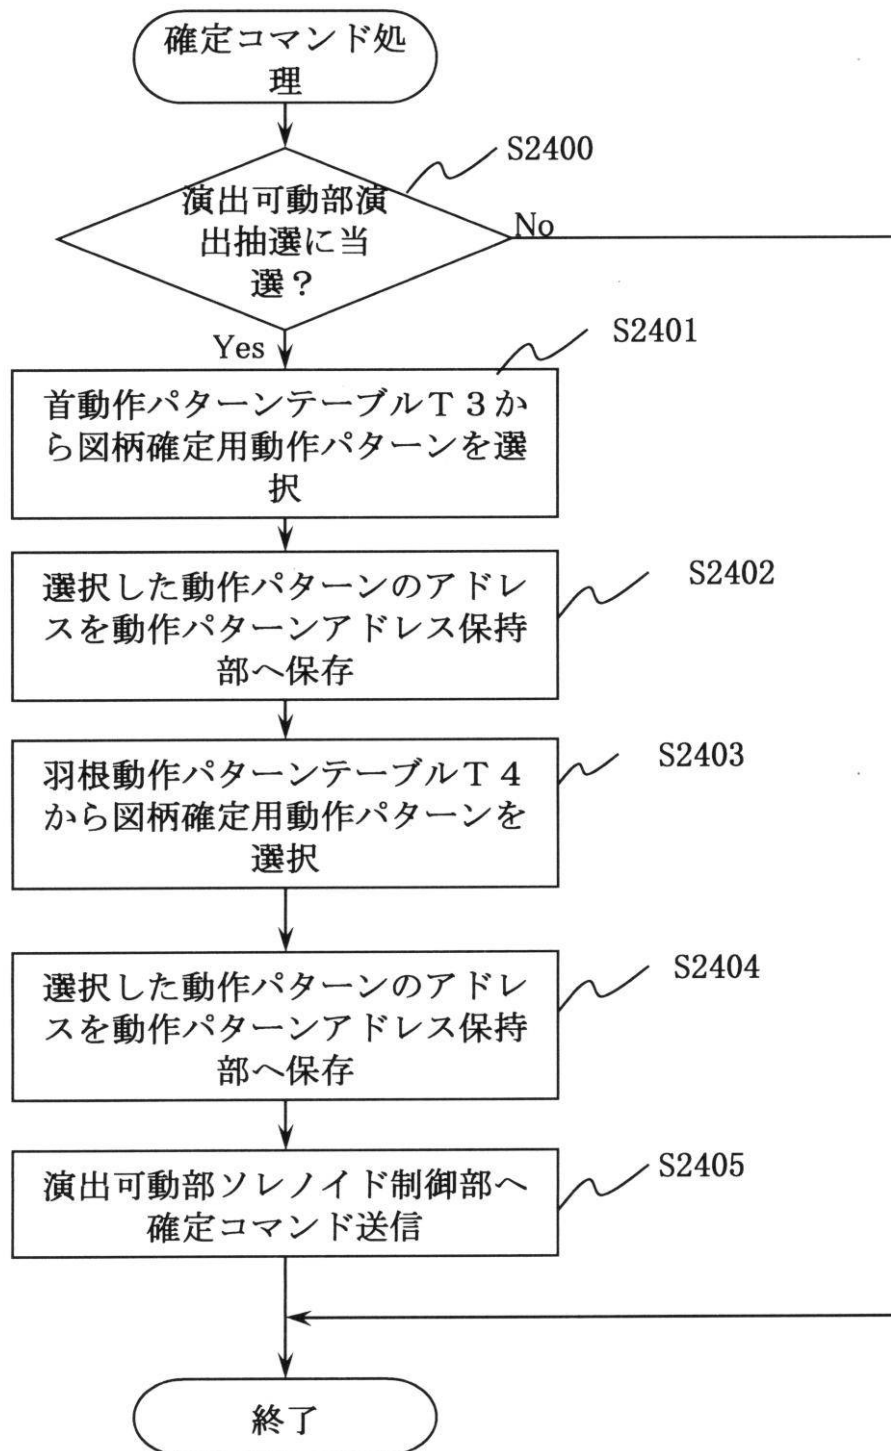 確定コマンド処
理
S2400
演出可動部演
出抽選に当
選？
No
Yes
S2401
首動作パターンテーブルＴ３か
ら図柄確定用動作パターンを選
択
S2402
選択した動作パターンのアドレ
スを動作パターンアドレス保持
部へ保存
S2403
羽根動作パターンテーブルＴ４
から図柄確定用動作パターンを
選択
S2404
選択した動作パターンのアドレ
スを動作パターンアドレス保持
部へ保存
S2405
演出可動部ソレノイド制御部へ
確定コマンド送信
終了